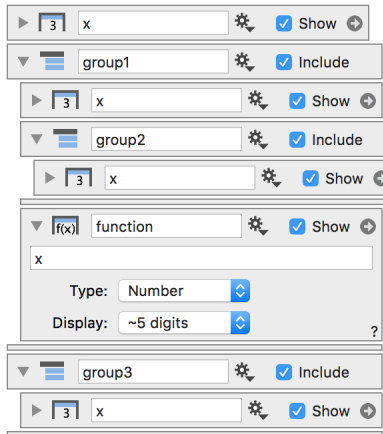 3 x Show
group1 Include
3 x Show
group2 Include
3 x Show
f(x) function Show
x
Type: Number
Display: ~5 digits
?
group3 Include
3 x Show